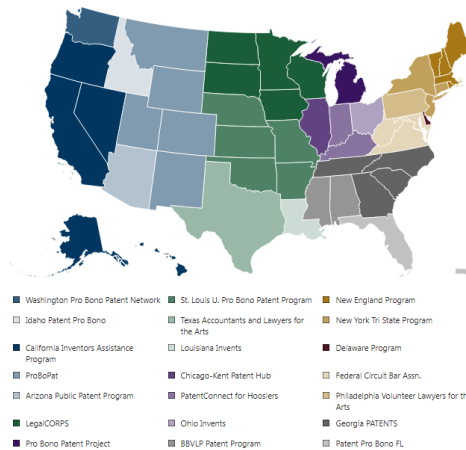 Washington Pro Bono Patent Network
Idaho Patent Pro Bono
California Inventors Assistance
Program
ProBoPat
Arizona Public Patent Program
LegalCORPS
Pro Bono Patent Project
St. Louis U. Pro Bono Patent Program
Texas Accountants and Lawyers for
the Arts
Louisiana Invents
Chicago-Kent Patent Hub
PatentConnect for Hoosiers
Ohio Invents
BBVLP Patent Program
New England Program
New York Tri State Program
Delaware Program
Federal Circuit Bar Assn.
Philadelphia Volunteer Lawyers for th
Arts
Georgia PATENTS
Patent Pro Bono FL